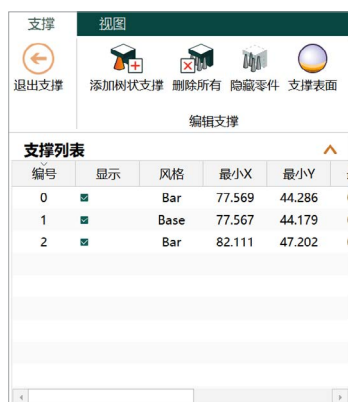 支撑 视图
退出支撑 添加树状支撑 删除所有 隐藏零件 支撑表面
编辑支撑
支撑列表
编号 显示 风格 最小X 最小Y
0 Bar 77.569 44.286
1 Base 77.567 44.179
2 Bar 82.111 47.202